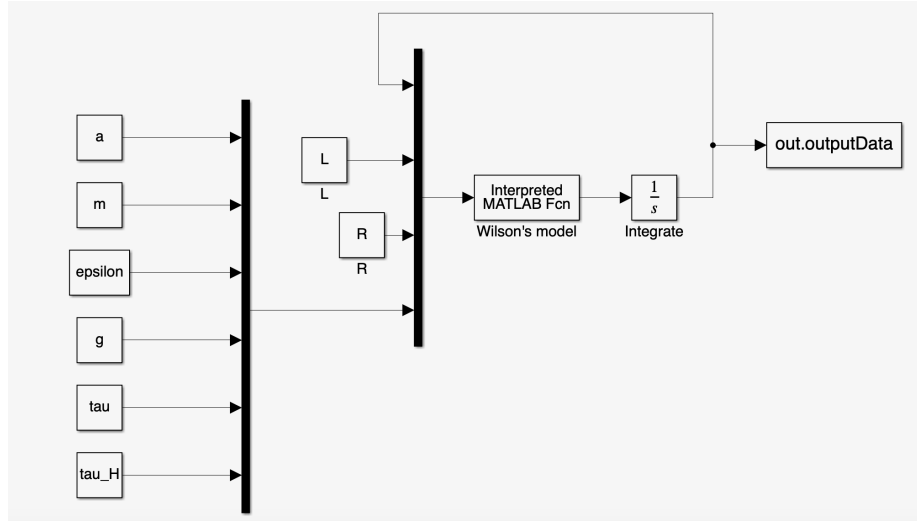 a
m
epsilon
g
tau
tau_H
L
L
R
R
Interpreted
MATLAB Fcn
Wilson's model
1
s
Integrate
out.outputData